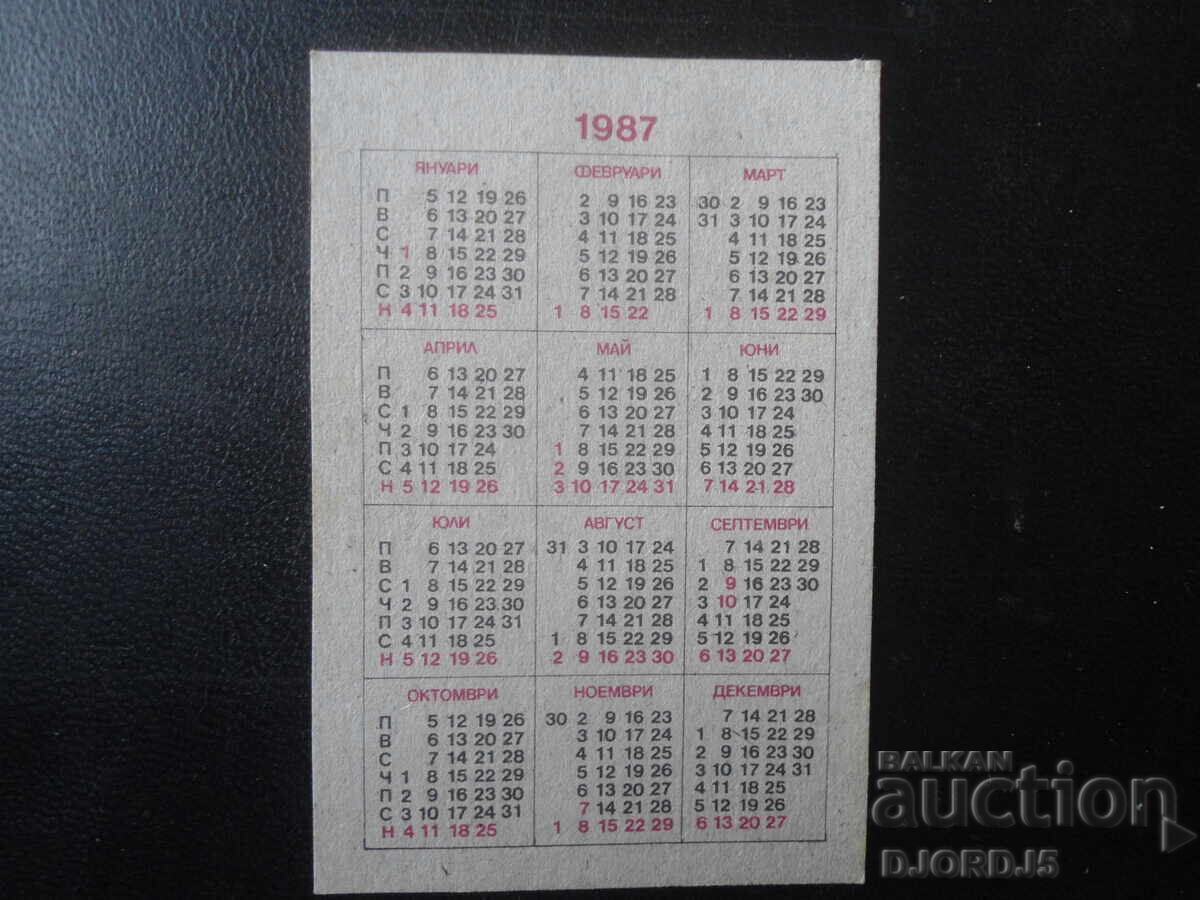 1987
ЯНУАРИ ФЕВРУАРИ МАРТ
П 5 12 19 26 2 9 16 23 30 2 9 16 23
В 6 13 20 27 3 10 17 24 31 3 10 17 24
С 7 14 21 28 4 11 18 25 4 11 18 25
Ч 1 8 15 22 29 5 12 19 26 5 12 19 26
П 2 9 16 23 30 6 13 20 27 6 13 20 27
С 3 10 17 24 31 7 14 21 28 7 14 21 28
Н 4 11 18 25 1 8 15 22 1 8 15 22 29
АПРИЛ МАЙ ЮНИ
П 6 13 20 27 4 11 18 25 1 8 15 22 29
В 7 14 21 28 5 12 19 26 2 9 16 23 30
С 1 8 15 22 29 6 13 20 27 3 10 17 24
Ч 2 9 16 23 30 7 14 21 28 4 11 18 25
П 3 10 17 24 1 8 15 22 29 5 12 19 26
С 4 11 18 25 2 9 16 23 30 6 13 20 27
Н 5 12 19 26 3 10 17 24 31 7 14 21 28
ЮЛИ АВГУСТ СЕПТЕМВРИ
П 6 13 20 27 31 3 10 17 24 7 14 21 28
В 7 14 21 28 4 11 18 25 1 8 15 22 29
С 1 8 15 22 29 5 12 19 26 2 9 16 23 30
Ч 2 9 16 23 30 6 13 20 27 3 10 17 24
П 3 10 17 24 31 7 14 21 28 4 11 18 25
С 4 11 18 25 1 8 15 22 29 5 12 19 26
Н 5 12 19 26 2 9 16 23 30 6 13 20 27
ОКТОМВРИ НОЕМВРИ ДЕКЕМВРИ
П 5 12 19 26 30 2 9 16 23 7 14 21 28
В 6 13 20 27 3 10 17 24 1 8 15 22 29
С 7 14 21 28 4 11 18 25 2 9 16 23 30
Ч 1 8 15 22 29 5 12 19 26 3 10 17 24 31
П 2 9 16 23 30 6 13 20 27 4 11 18 25
С 3 10 17 24 31 7 14 21 28 5 12 19 26
Н 4 11 18 25 1 8 15 22 29 6 13 20 27
BALKAN
auction
DJORDJ5